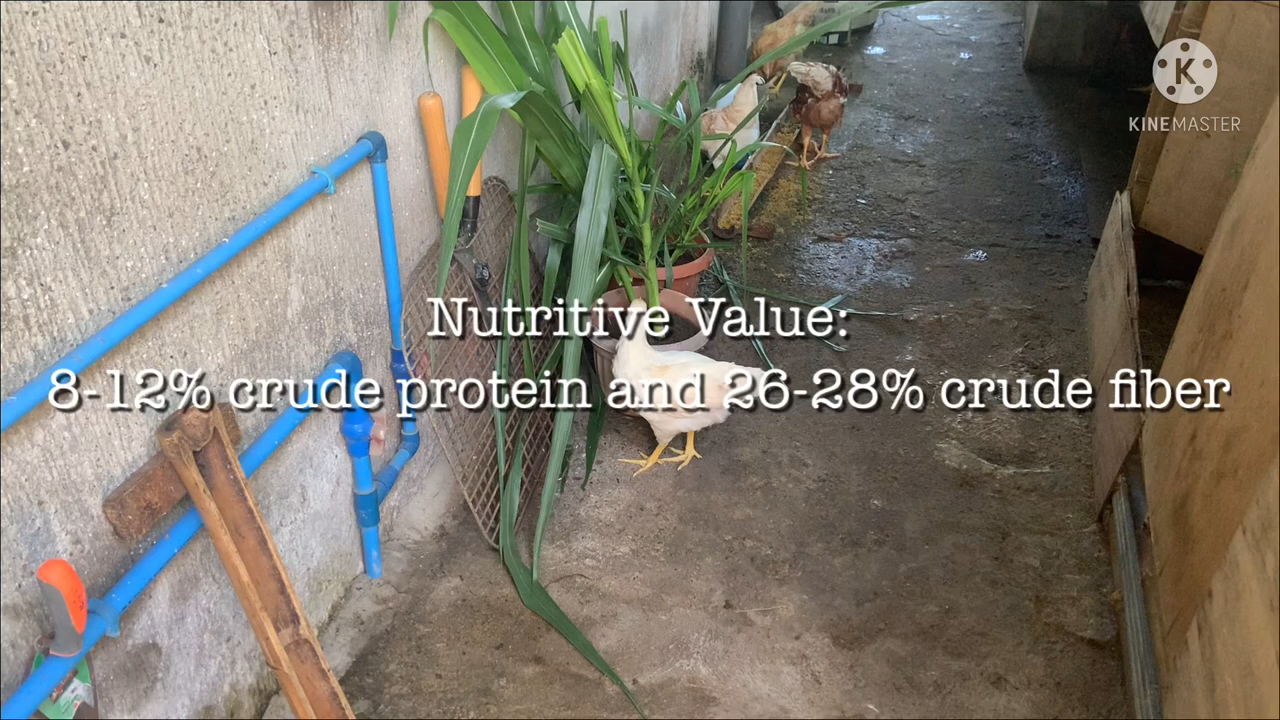 K
KINEMASTER
Nutritive Value:
8-12% crude protein and 26-28% crude fiber